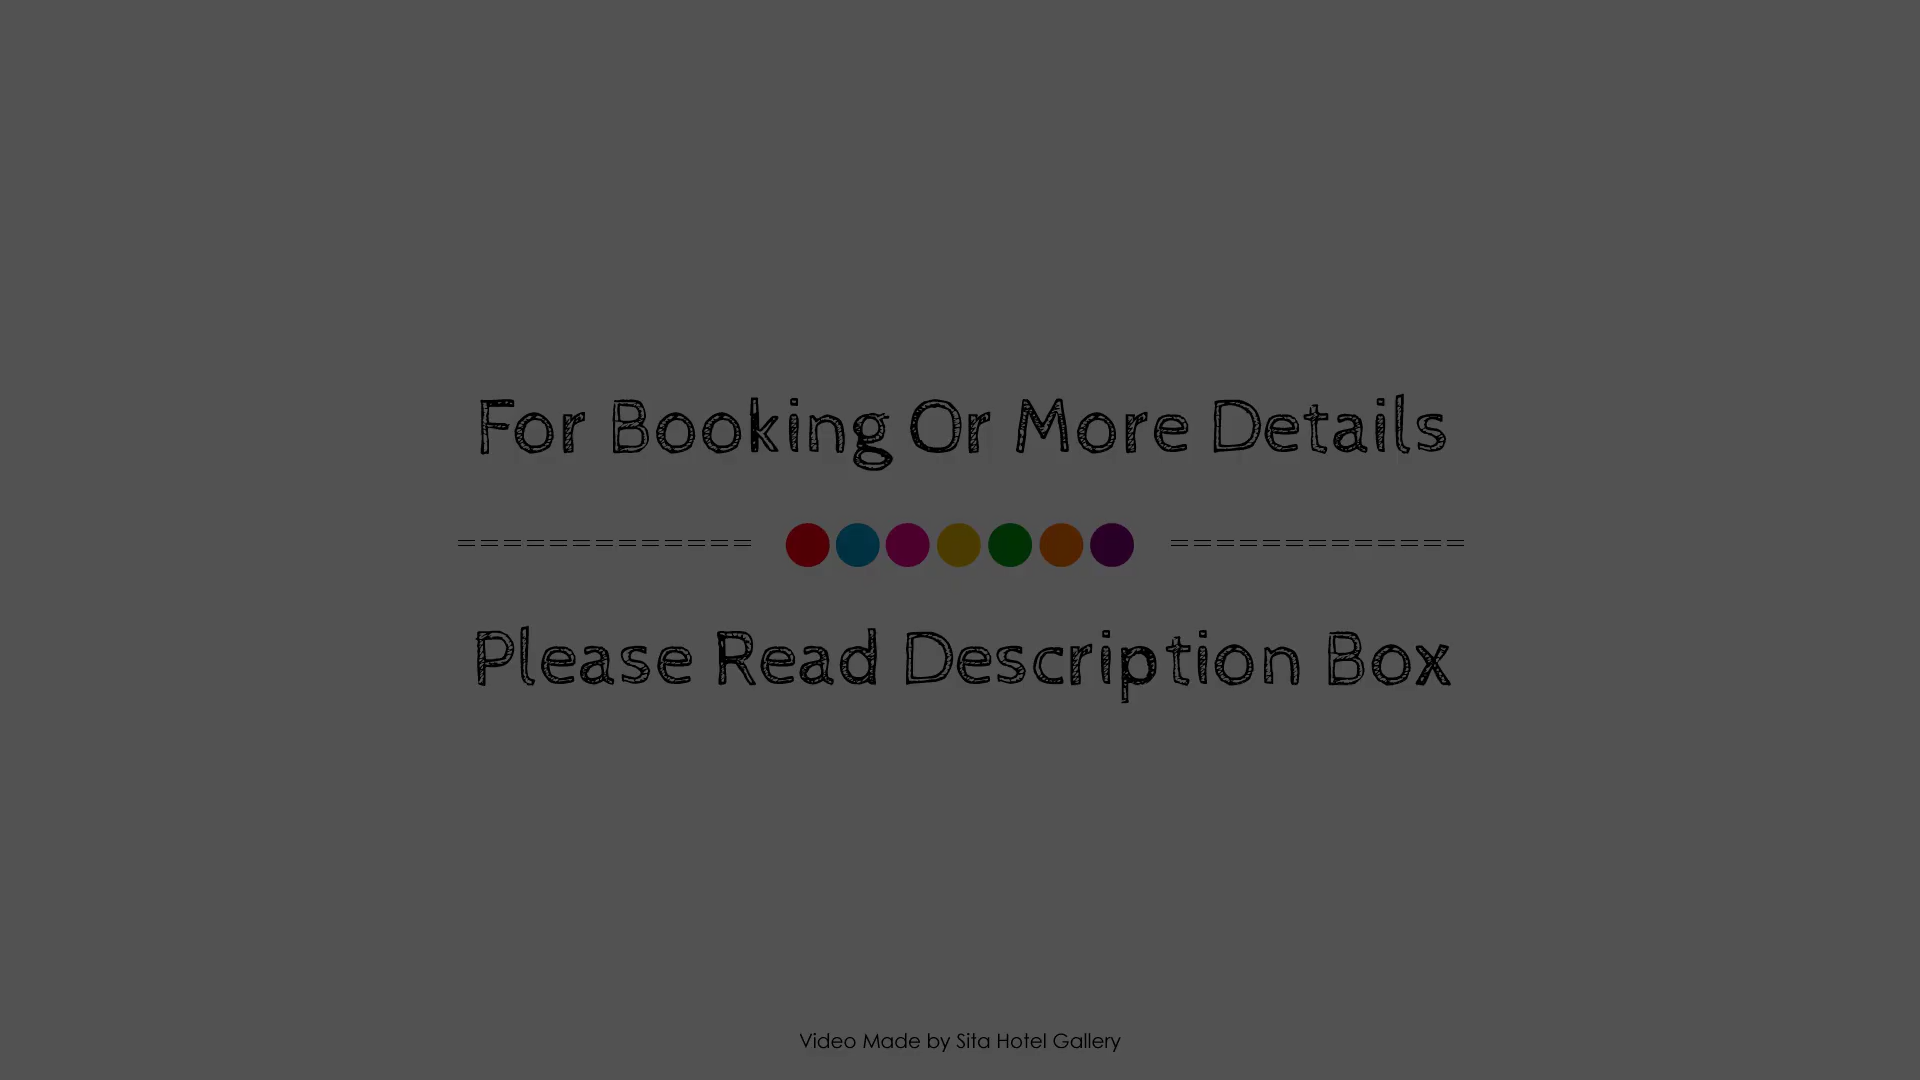 For Booking Or More Details
============= =============
Please Read Description Box
Video Made by Sita Hotel Gallery